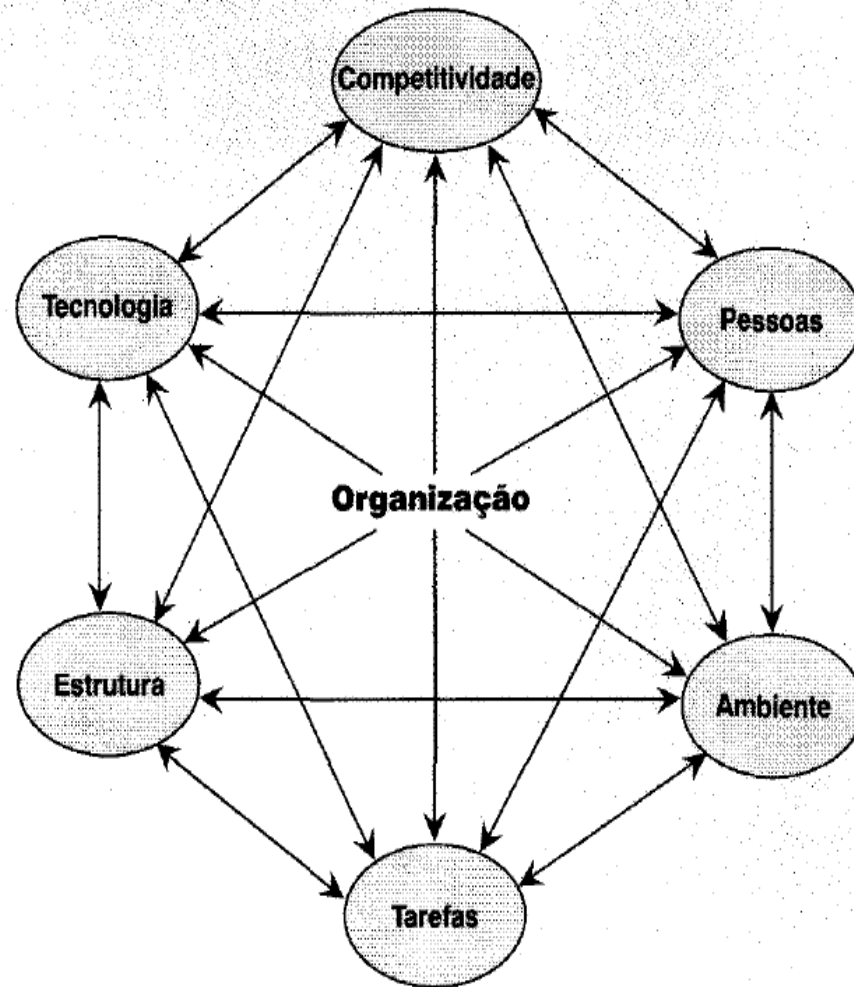 Competitividade
Tecnologia
Pessoas
Organização
Estrutura
Ambiente
Tarefas